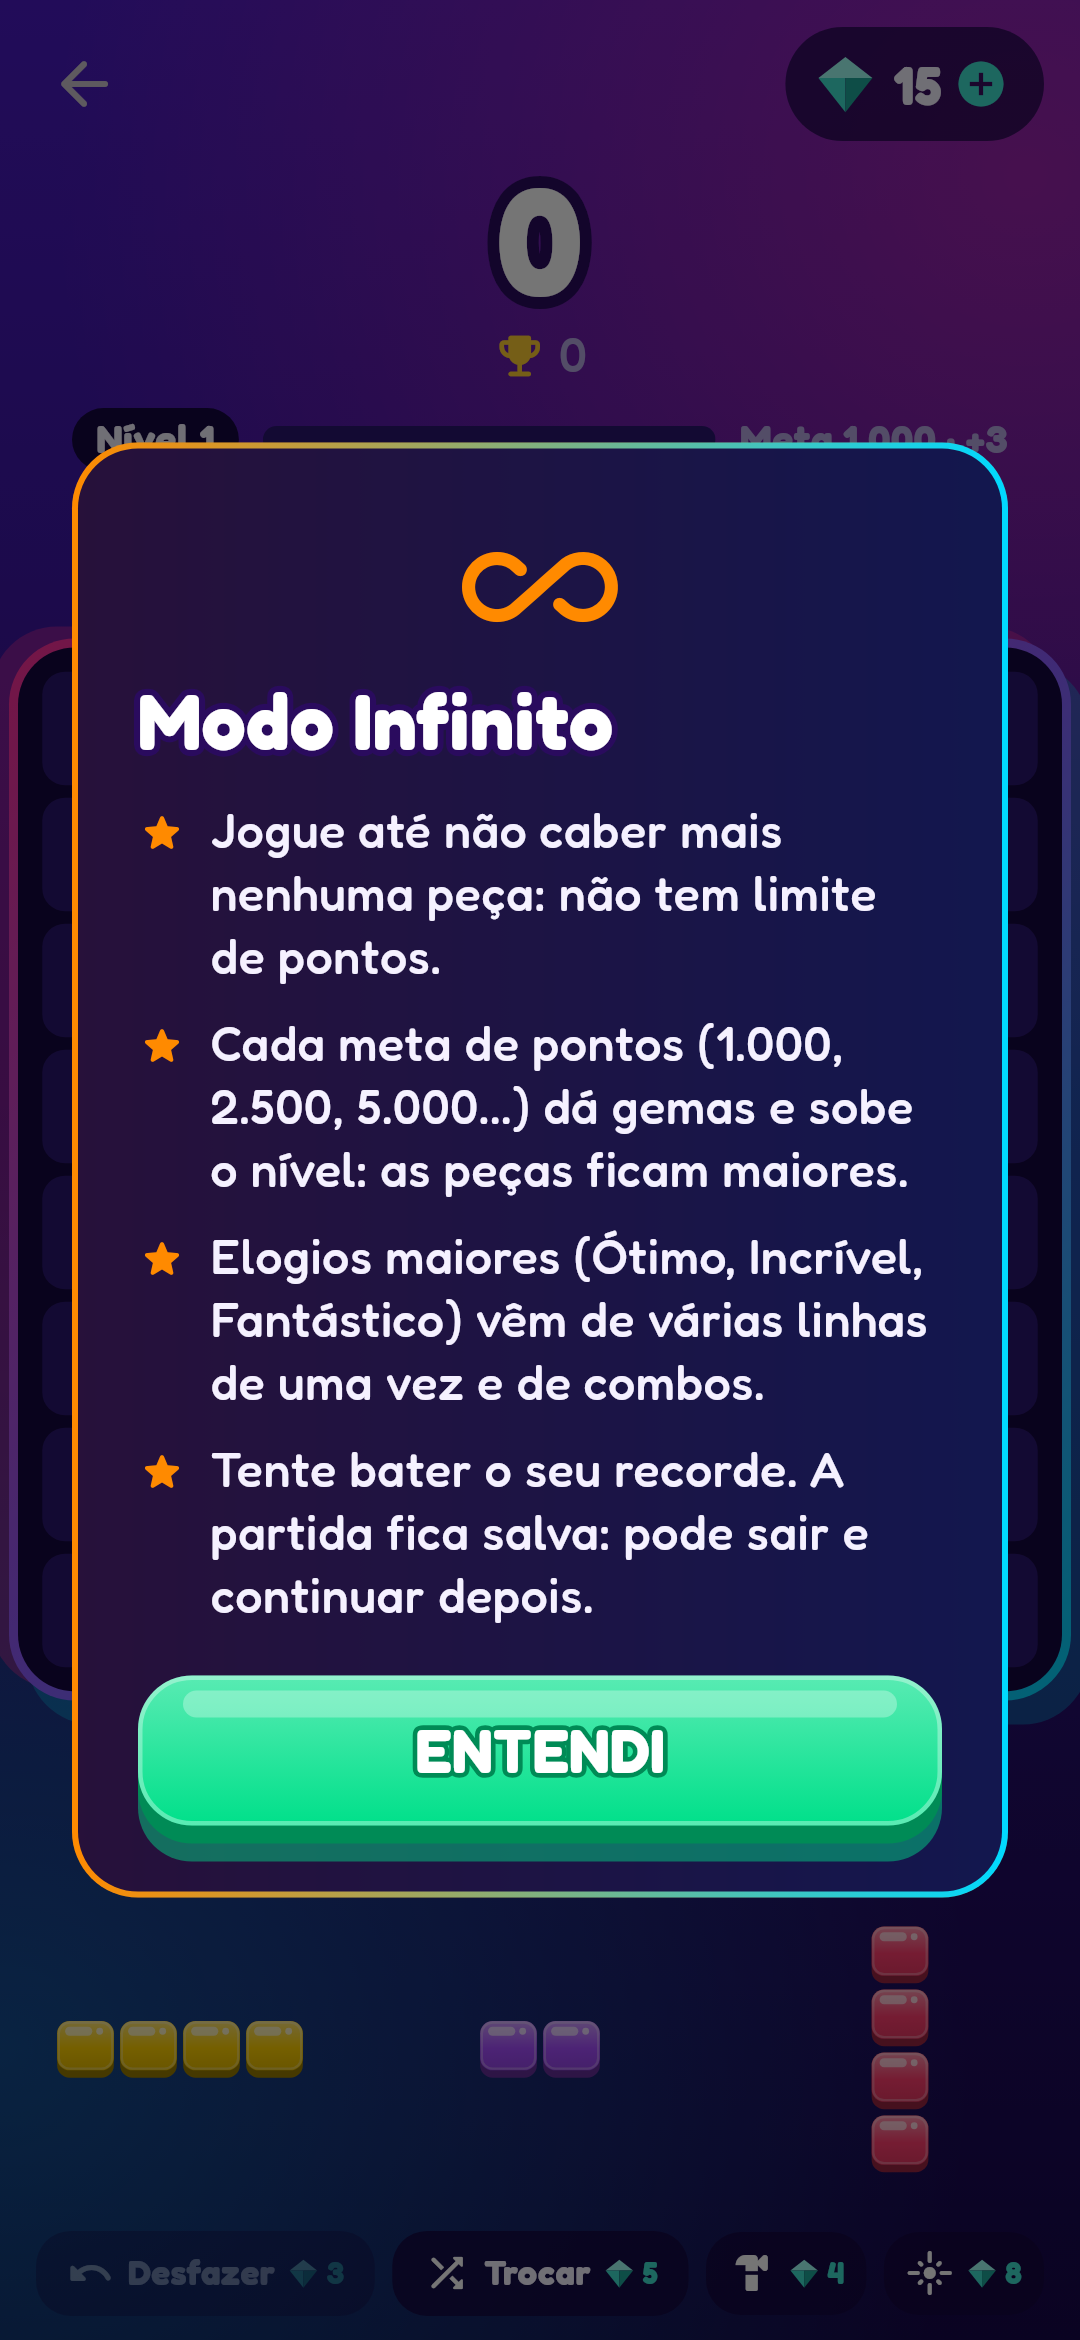 15
0
0
Nível 1
Meta 1.000 · +3
Modo Infinito
Jogue até não caber mais
nenhuma peça: não tem limite
de pontos.
Cada meta de pontos (1.000,
2.500, 5.000...) dá gemas e sobe
o nível: as peças ficam maiores.
Elogios maiores (Ótimo, Incrível,
Fantástico) vêm de várias linhas
de uma vez e de combos.
Tente bater o seu recorde. A
partida fica salva: pode sair e
continuar depois.
ENTENDI
Desfazer 3
Trocar 5
4
8